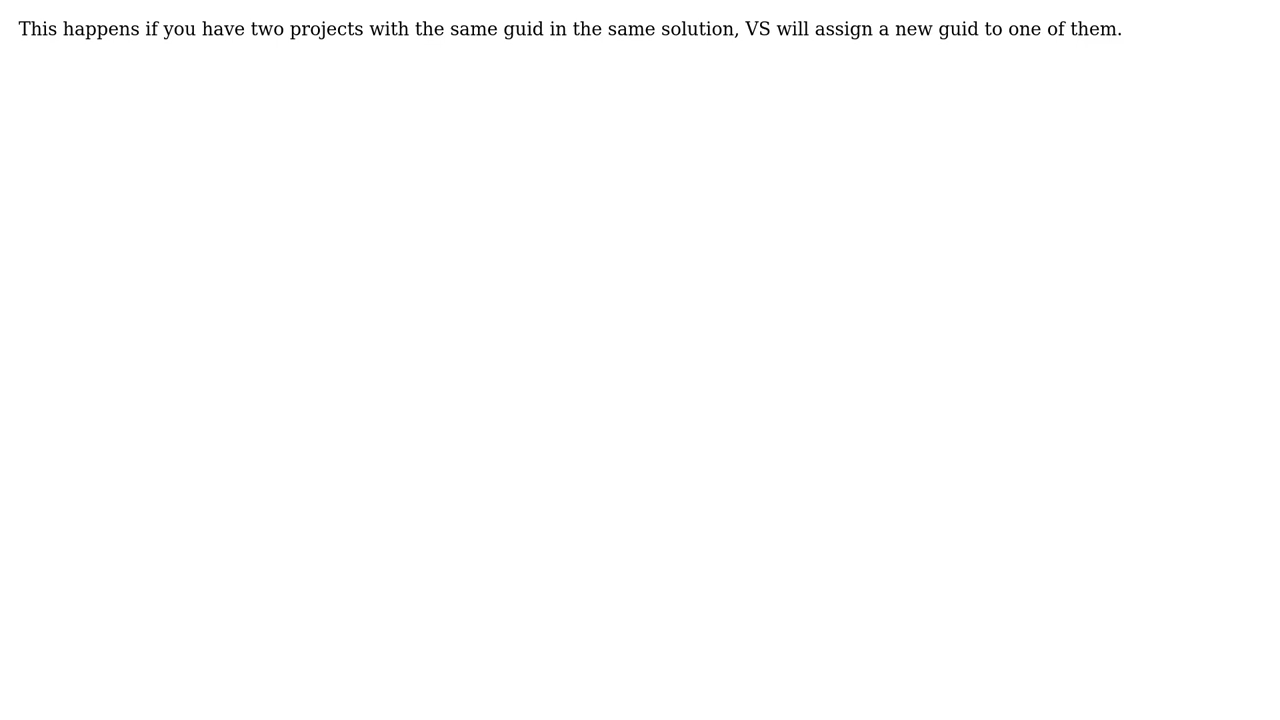 This happens if you have two projects with the same guid in the same solution, VS will assign a new guid to one of them.